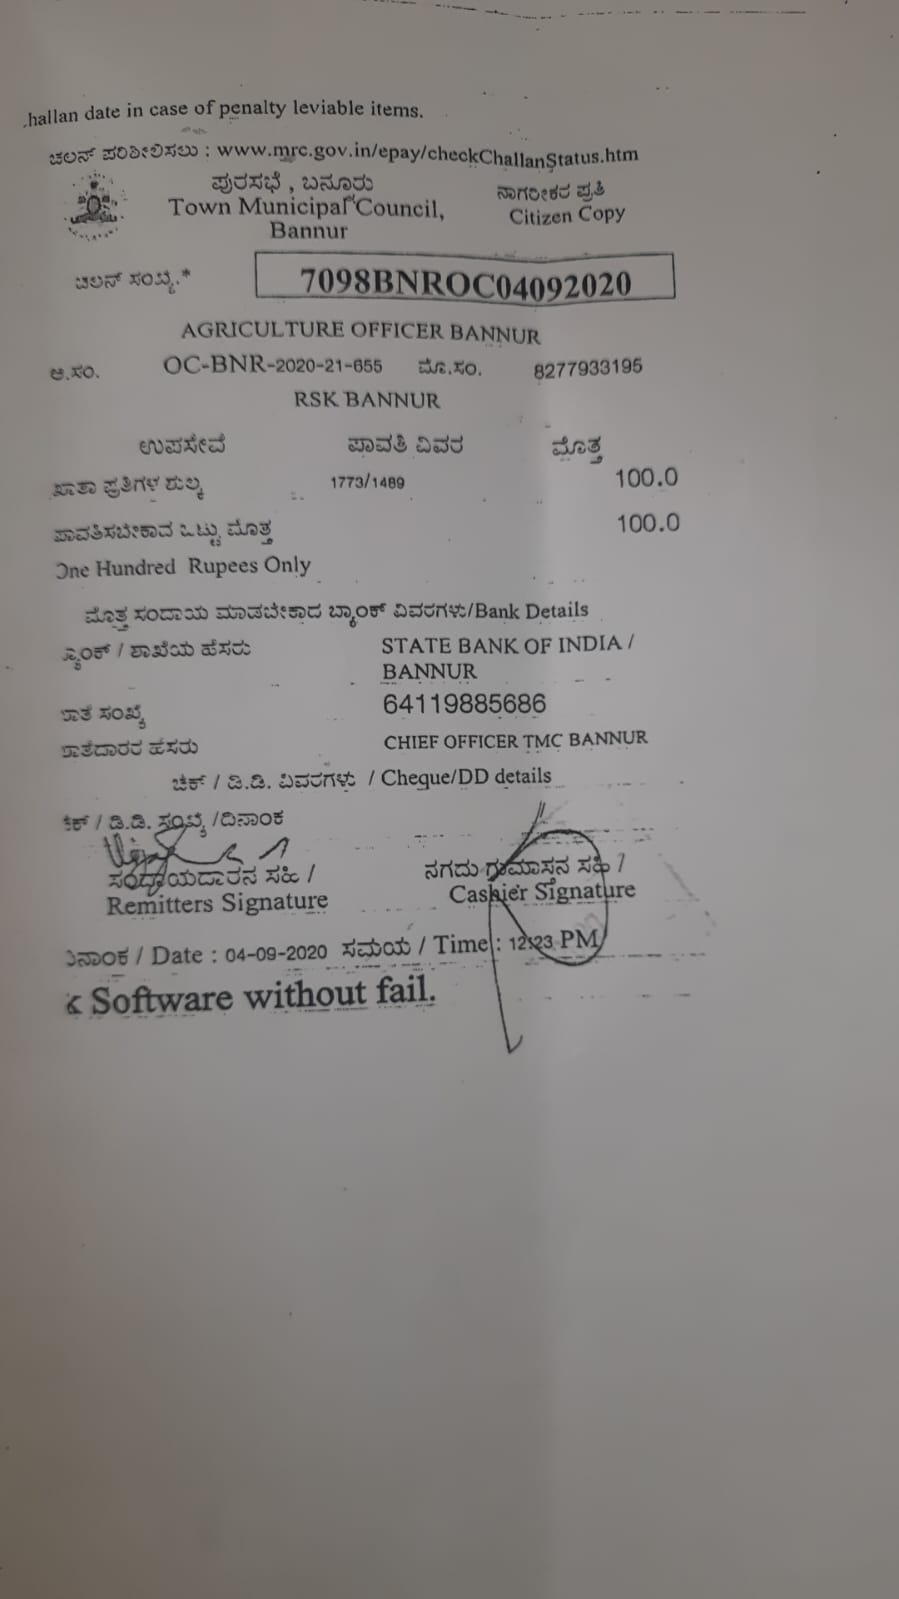 hallan date in case of penalty leviable items.
ಚಲನ್ ಪರಿಶೀಲಿಸಲು : www.mrc.gov.in/epay/checkChallanStatus.htm
ಪುರಸಭೆ , ಬನೂರು
ನಾಗರೀಕರ ಪ್ರತಿ
Town Municipal Council,
Citizen Copy
Bannur
ಚಲನ್ ಸಂಖ್ಯೆ.* 7098BNROC04092020
AGRICULTURE OFFICER BANNUR
ಆ.ಸಂ. OC-BNR-2020-21-655 ಮೊ.ಸಂ. 8277933195
RSK BANNUR
ಉಪಸೇವೆ ಪಾವತಿ ವಿವರ ಮೊತ್ತ
ಖಾತಾ ಪ್ರತಿಗಳ ಶುಲ್ಕ 1773/1489 100.0
ಪಾವತಿಸಬೇಕಾದ ಒಟ್ಟು ಮೊತ್ತ 100.0
One Hundred Rupees Only
ಮೊತ್ತ ಸಂದಾಯ ಮಾಡಬೇಕಾದ ಬ್ಯಾಂಕ್ ವಿವರಗಳು/Bank Details
ಬ್ಯಾಂಕ್ / ಶಾಖೆಯ ಹೆಸರು STATE BANK OF INDIA /
BANNUR
ಖಾತೆ ಸಂಖ್ಯೆ 64119885686
ಖಾತೆದಾರರ ಹೆಸರು CHIEF OFFICER TMC BANNUR
ಚೆಕ್ / ಡಿ.ಡಿ. ವಿವರಗಳು / Cheque/DD details
ಚೆಕ್ / ಡಿ.ಡಿ. ಸಂಖ್ಯೆ /ದಿನಾಂಕ
ಸಂದಾಯದಾರನ ಸಹಿ / ನಗದು ಗುಮಾಸ್ತನ ಸಹಿ /
Remitters Signature Cashier Signature
ದಿನಾಂಕ / Date : 04-09-2020 ಸಮಯ / Time : 12:23 PM
k Software without fail.